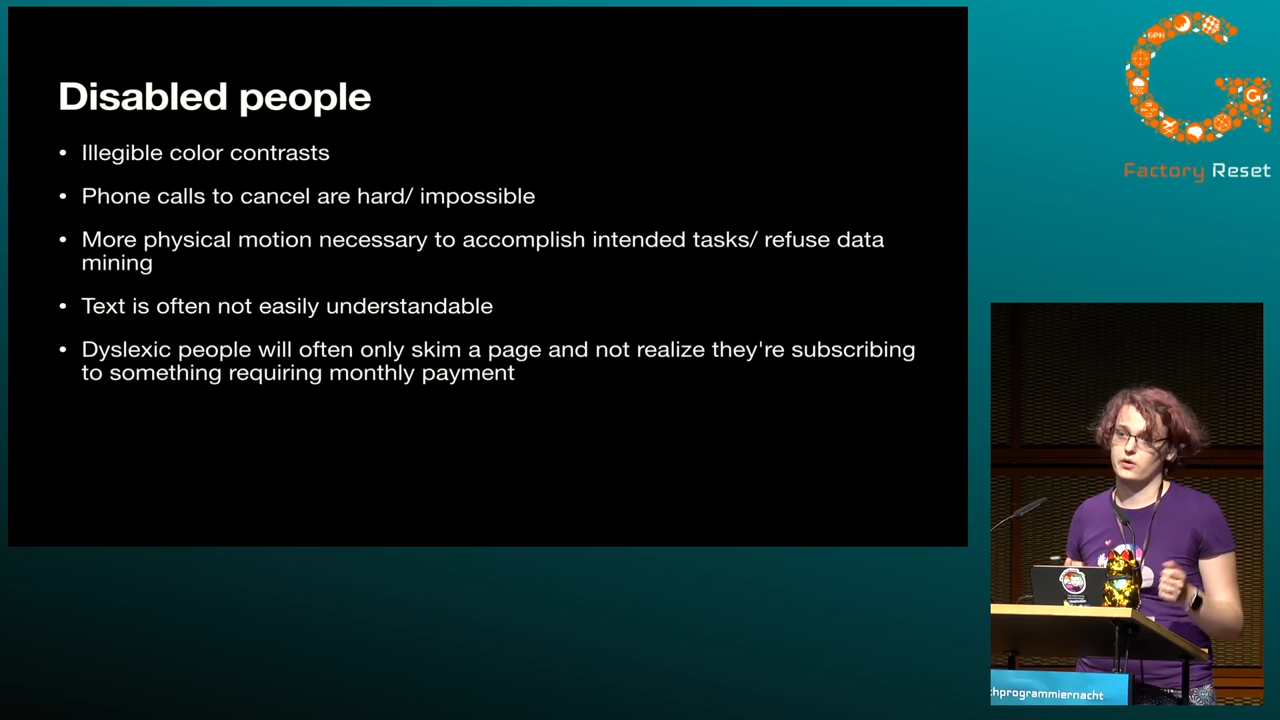 Disabled people
• Illegible color contrasts
• Phone calls to cancel are hard/ impossible
• More physical motion necessary to accomplish intended tasks/ refuse data
mining
• Text is often not easily understandable
• Dyslexic people will often only skim a page and not realize they're subscribing
to something requiring monthly payment
GPN
G
Factory Reset
thprogrammiernacht